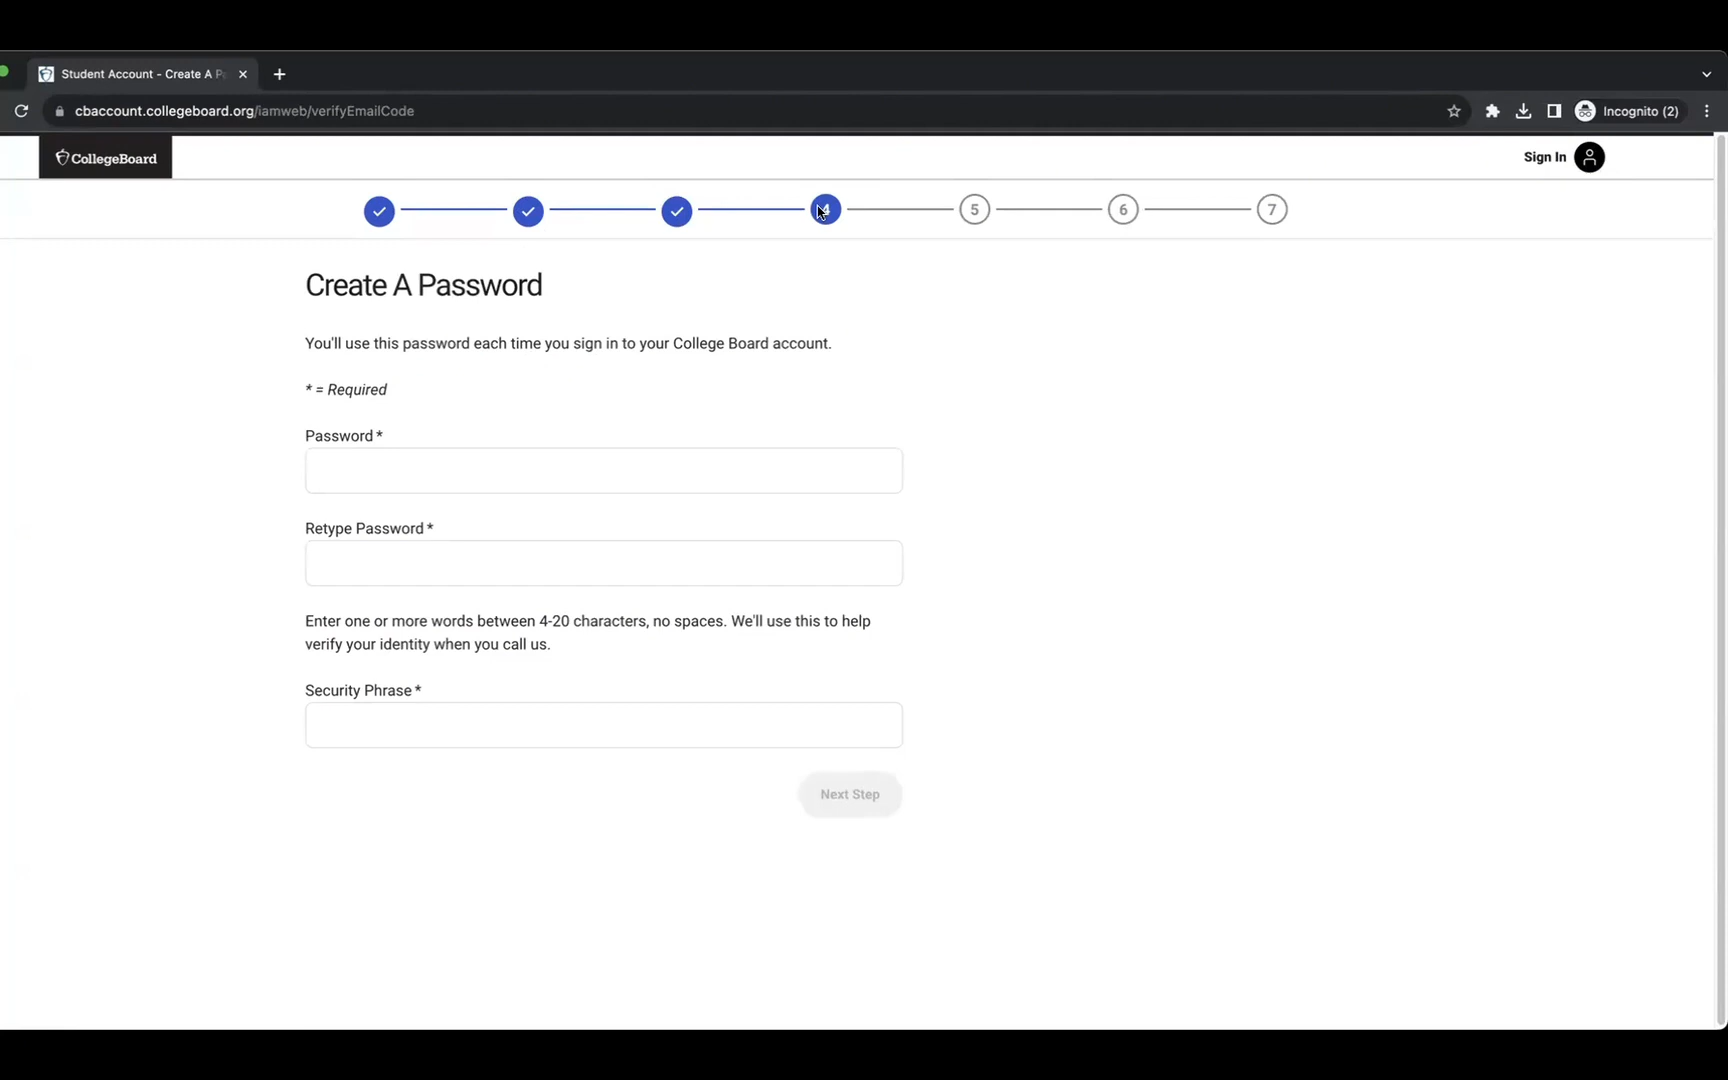 Student Account - Create A P
cbaccount.collegeboard.org/iamweb/verifyEmailCode
Incognito (2)
CollegeBoard
Sign In
4
5
6
7
Create A Password
You'll use this password each time you sign in to your College Board account.
* = Required
Password *
Retype Password *
Enter one or more words between 4-20 characters, no spaces. We'll use this to help
verify your identity when you call us.
Security Phrase *
Next Step